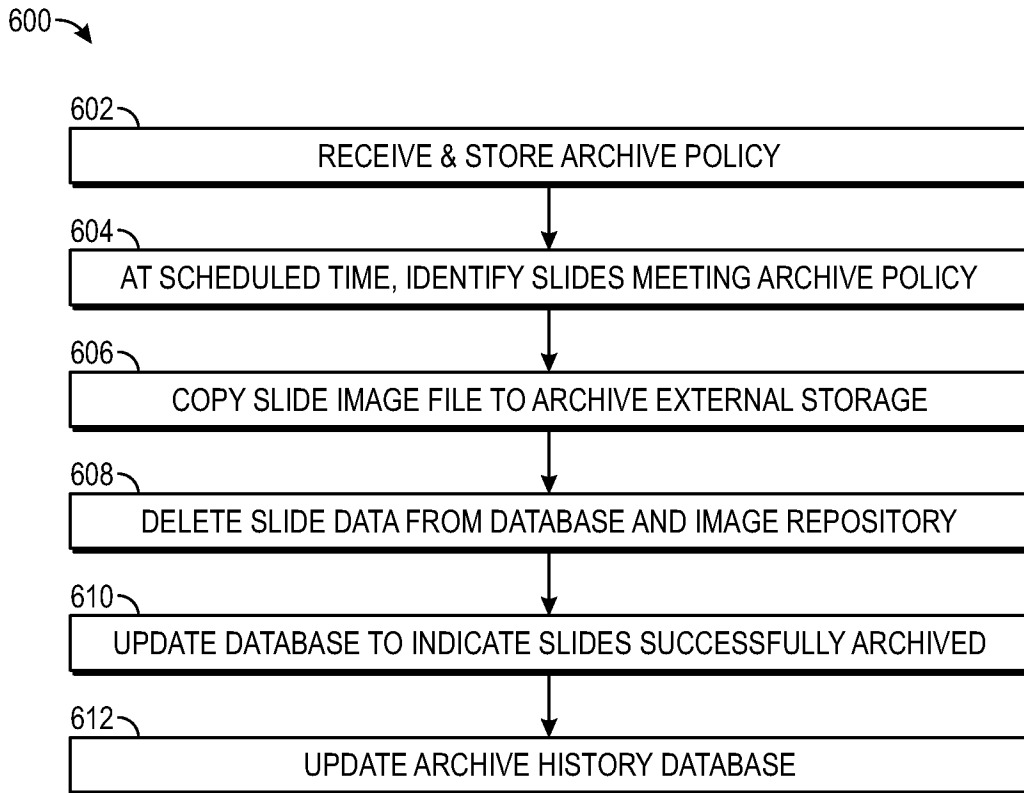 600
602
RECEIVE & STORE ARCHIVE POLICY
604
AT SCHEDULED TIME, IDENTIFY SLIDES MEETING ARCHIVE POLICY
606
COPY SLIDE IMAGE FILE TO ARCHIVE EXTERNAL STORAGE
608
DELETE SLIDE DATA FROM DATABASE AND IMAGE REPOSITORY
610
UPDATE DATABASE TO INDICATE SLIDES SUCCESSFULLY ARCHIVED
612
UPDATE ARCHIVE HISTORY DATABASE